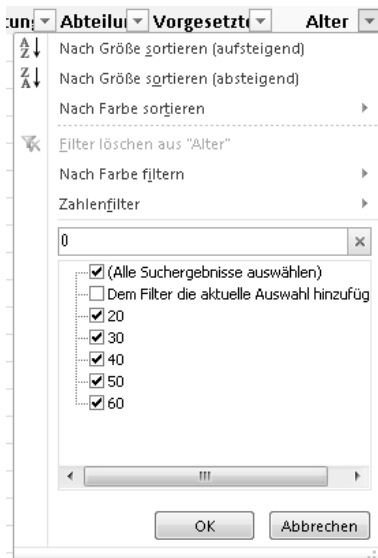 tung Abteilu Vorgesetzte Alter
Nach Größe sortieren (aufsteigend)
Nach Größe sortieren (absteigend)
Nach Farbe sortieren
Filter löschen aus "Alter"
Nach Farbe filtern
Zahlenfilter
0
(Alle Suchergebnisse auswählen)
Dem Filter die aktuelle Auswahl hinzufüg
20
30
40
50
60
OK Abbrechen